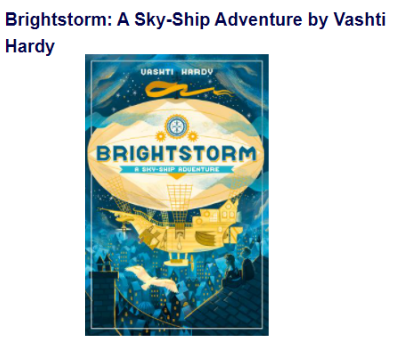 Brightstorm: A Sky-Ship Adventure by Vashti
Hardy
VASHTI HARDY
BRIGHTSTORM
A SKY-SHIP ADVENTURE